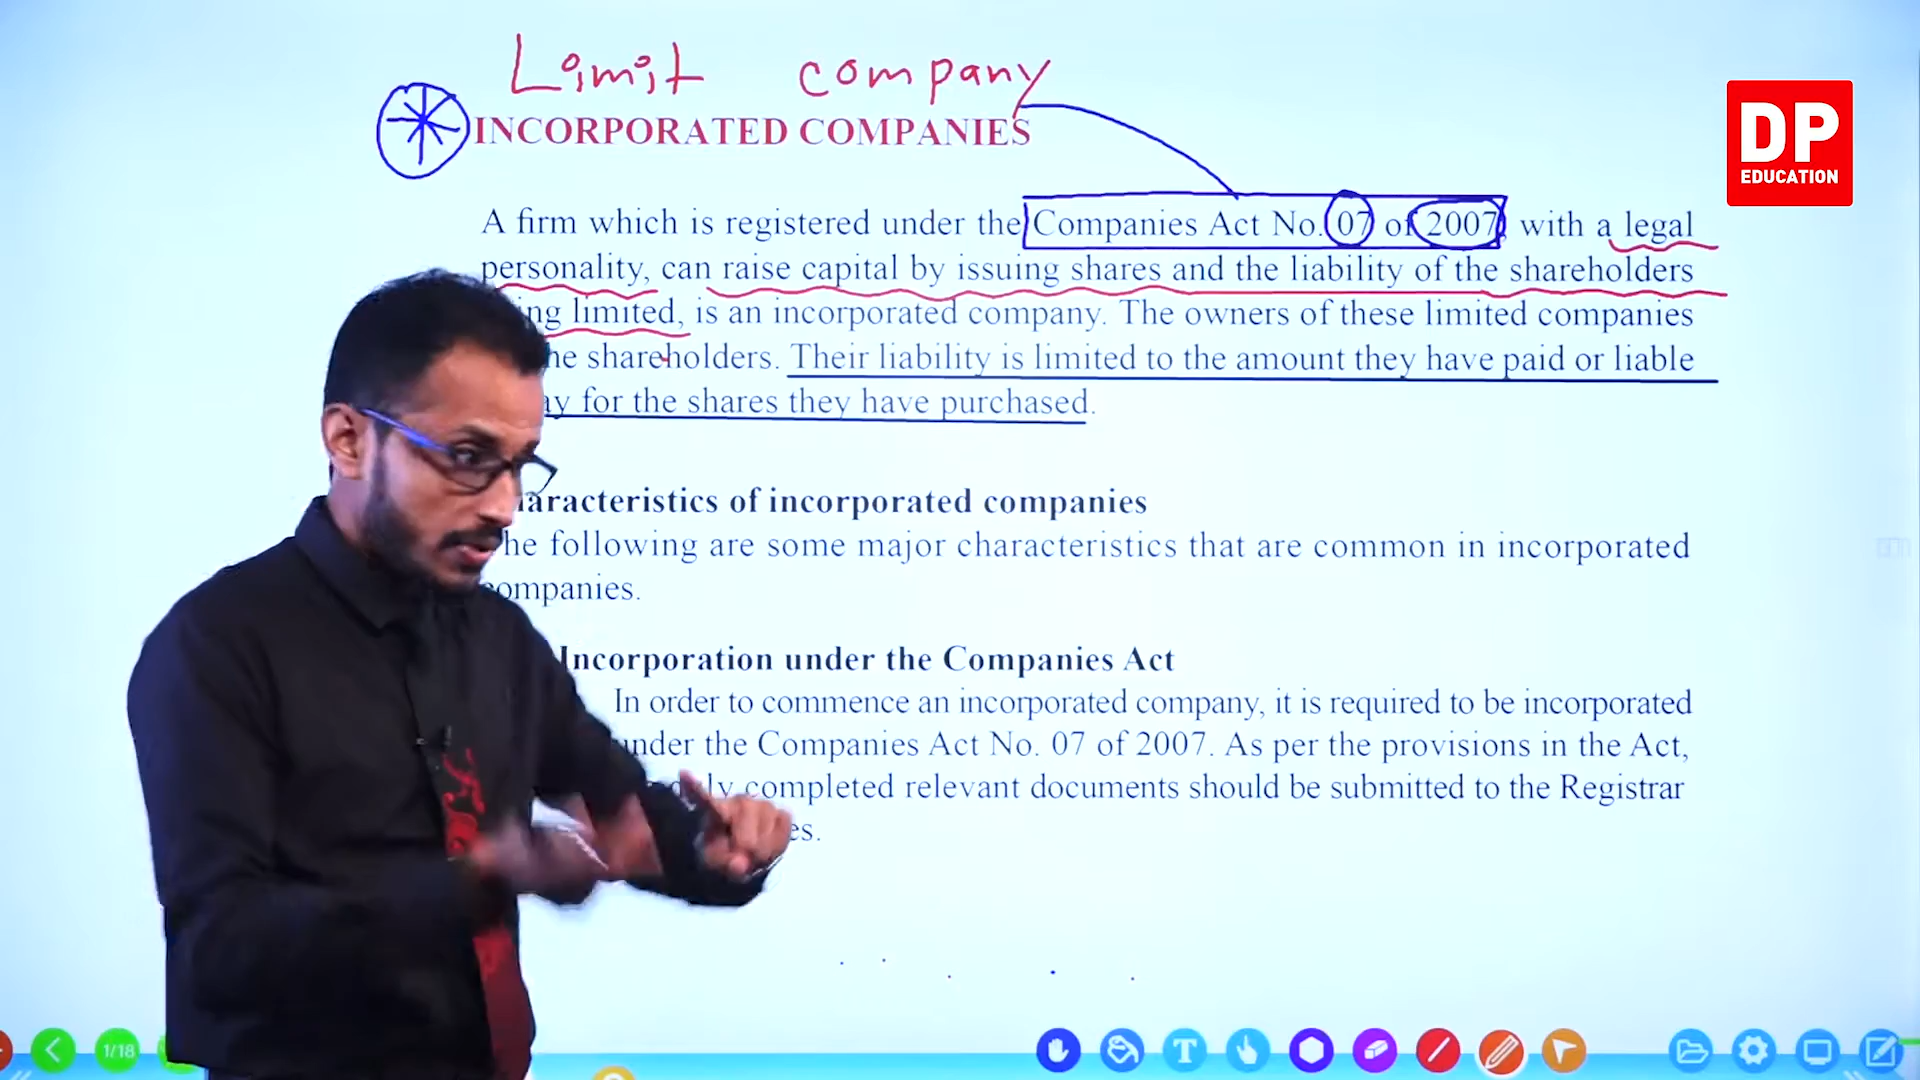 Limit company
INCORPORATED COMPANIES
DP
EDUCATION
A firm which is registered under the Companies Act No. 07 of 2007, with a legal
personality, can raise capital by issuing shares and the liability of the shareholders
limited, is an incorporated company. The owners of these limited companies
shareholders. Their liability is limited to the amount they have paid or liable
for the shares they have purchased.
of incorporated companies
following are some major characteristics that are common in incorporated
companies.
Incorporation under the Companies Act
In order to commence an incorporated company, it is required to be incorporated
under the Companies Act No. 07 of 2007. As per the provisions in the Act,
completed relevant documents should be submitted to the Registrar
1/18
T